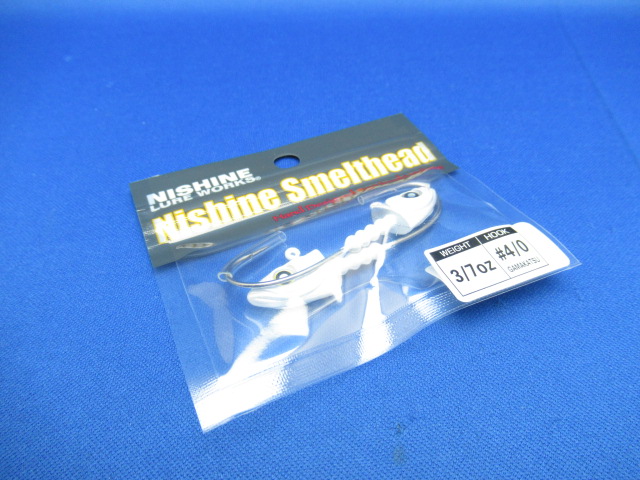 NISHINE
LURE WORKS®
Nishine Smelthead
WEIGHT
HOOK
3/7oz
#4/0
GAMAKATSU